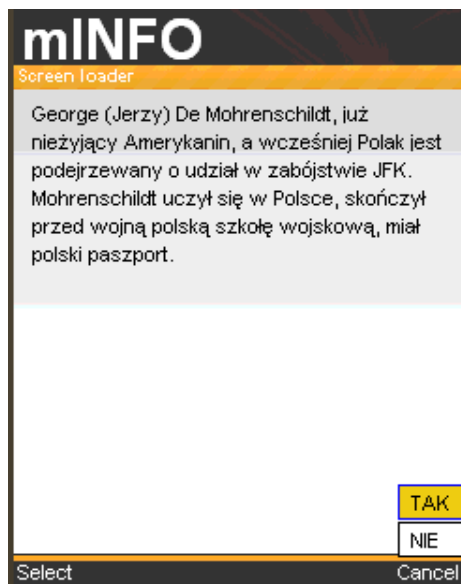 mINFO
Screen loader
George (Jerzy) De Mohrenschildt, już
nieżyjący Amerykanin, a wcześniej Polak jest
podejrzewany o udział w zabójstwie JFK.
Mohrenschildt uczył się w Polsce, skończył
przed wojną polską szkołę wojskową, miał
polski paszport.
TAK
NIE
Select Cancel